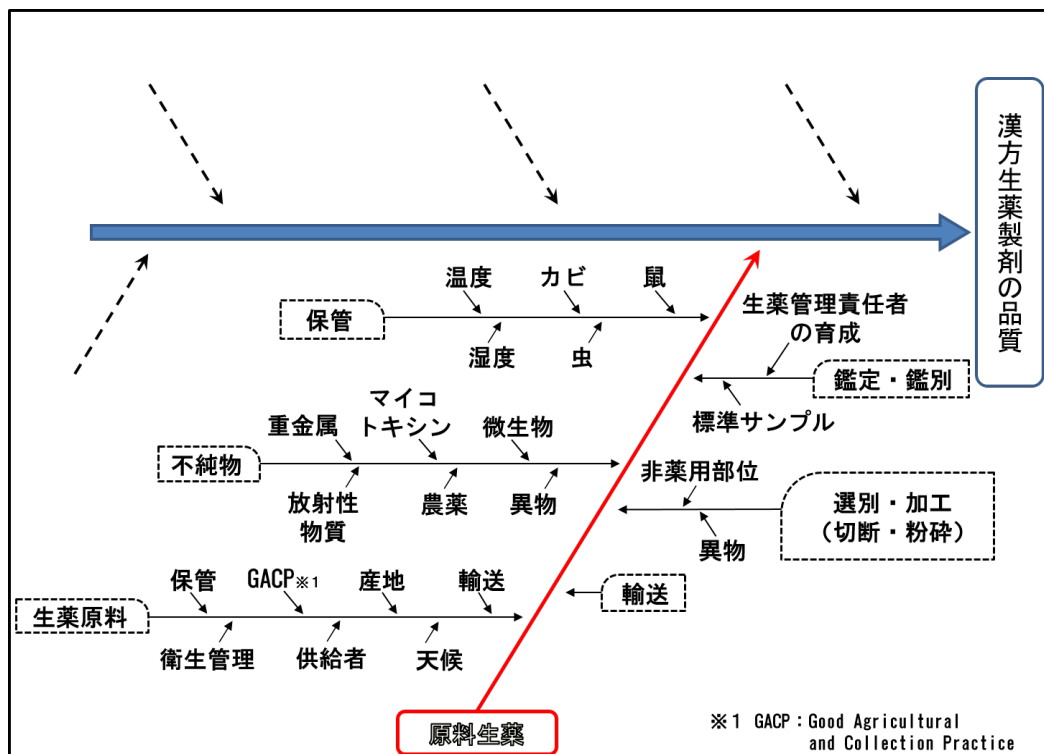 漢方生薬製剤の品質
温度
カビ
鼠
保管
湿度
虫
生薬管理責任者
の育成
鑑定・鑑別
標準サンプル
重金属
マイコ
トキシン
微生物
不純物
放射性
物質
農薬
異物
非薬用部位
選別・加工
（切断・粉砕）
異物
保管
GACP※1
産地
輸送
生薬原料
衛生管理
供給者
天候
輸送
原料生薬
※1 GACP：Good Agricultural
and Collection Practice